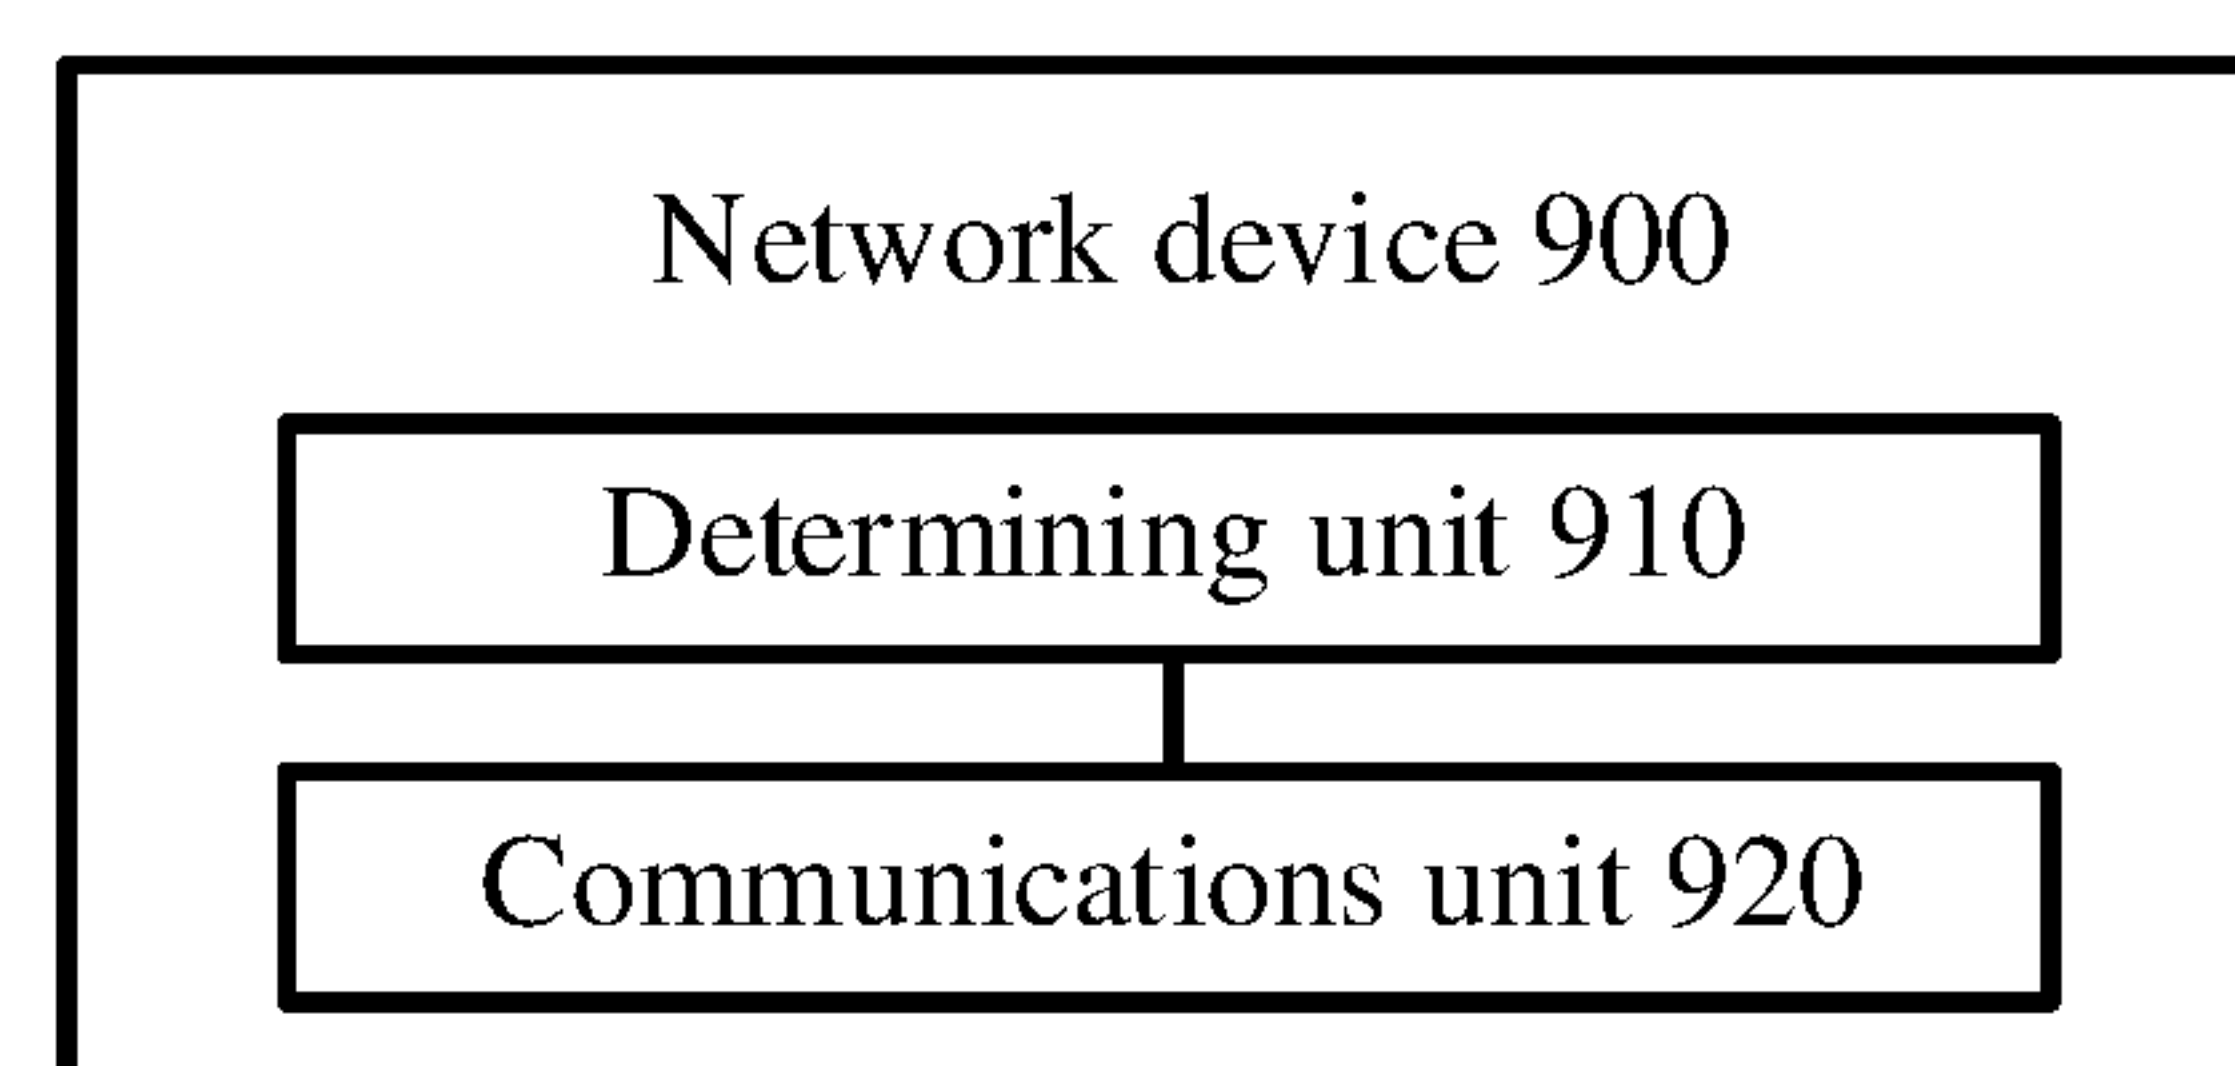 Network device 900
Determining unit 910
Communications unit 920